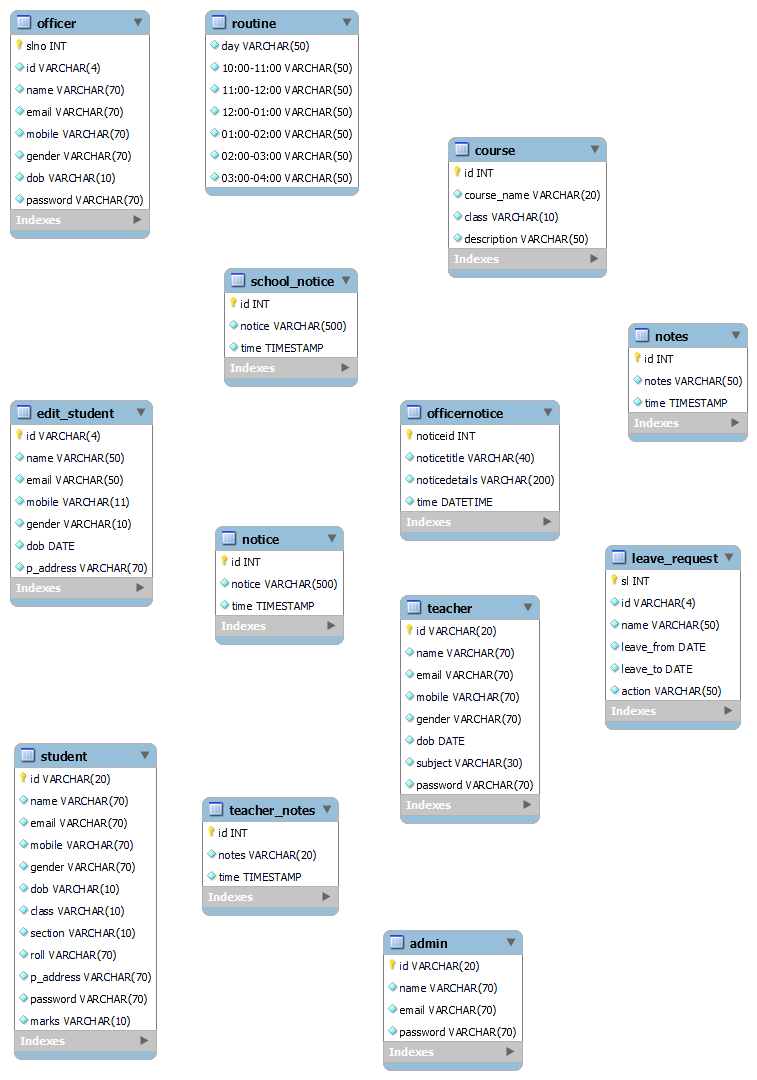 officer
slno INT
id VARCHAR(4)
name VARCHAR(70)
email VARCHAR(70)
mobile VARCHAR(70)
gender VARCHAR(70)
dob VARCHAR(10)
password VARCHAR(70)
Indexes
routine
day VARCHAR(50)
10:00-11:00 VARCHAR(50)
11:00-12:00 VARCHAR(50)
12:00-01:00 VARCHAR(50)
01:00-02:00 VARCHAR(50)
02:00-03:00 VARCHAR(50)
03:00-04:00 VARCHAR(50)
course
id INT
course_name VARCHAR(20)
class VARCHAR(10)
description VARCHAR(50)
Indexes
school_notice
id INT
notice VARCHAR(500)
time TIMESTAMP
Indexes
notes
id INT
notes VARCHAR(50)
time TIMESTAMP
Indexes
edit_student
id VARCHAR(4)
name VARCHAR(50)
email VARCHAR(50)
mobile VARCHAR(11)
gender VARCHAR(10)
dob DATE
p_address VARCHAR(70)
Indexes
officernotice
noticeid INT
noticetitle VARCHAR(40)
noticedetails VARCHAR(200)
time DATETIME
Indexes
notice
id INT
notice VARCHAR(500)
time TIMESTAMP
Indexes
leave_request
sl INT
id VARCHAR(4)
name VARCHAR(50)
leave_from DATE
leave_to DATE
action VARCHAR(50)
Indexes
teacher
id VARCHAR(20)
name VARCHAR(70)
email VARCHAR(70)
mobile VARCHAR(70)
gender VARCHAR(70)
dob DATE
subject VARCHAR(30)
password VARCHAR(70)
Indexes
student
id VARCHAR(20)
name VARCHAR(70)
email VARCHAR(70)
mobile VARCHAR(70)
gender VARCHAR(70)
dob VARCHAR(10)
class VARCHAR(10)
section VARCHAR(10)
roll VARCHAR(70)
p_address VARCHAR(70)
password VARCHAR(70)
marks VARCHAR(10)
Indexes
teacher_notes
id INT
notes VARCHAR(20)
time TIMESTAMP
Indexes
admin
id VARCHAR(20)
name VARCHAR(70)
email VARCHAR(70)
password VARCHAR(70)
Indexes